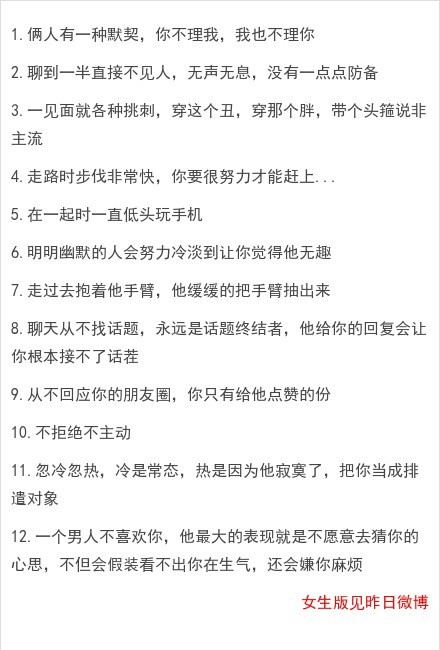 1. 俩人有一种默契，你不理我，我也不理你
2. 聊到一半直接不见人，无声无息，没有一点点防备
3. 一见面就各种挑刺，穿这个丑，穿那个胖，带个头箍说非
主流
4. 走路时步伐非常快，你要很努力才能赶上...
5. 在一起时一直低头玩手机
6. 明明幽默的人会努力冷淡到让你觉得他无趣
7. 走过去抱着他手臂，他缓缓的把手臂抽出来
8. 聊天从不找话题，永远是话题终结者，他给你的回复会让
你根本接不了话茬
9. 从不回应你的朋友圈，你只有给他点赞的份
10. 不拒绝不主动
11. 忽冷忽热，冷是常态，热是因为他寂寞了，把你当成排
遣对象
12. 一个男人不喜欢你，他最大的表现就是不愿意去猜你的
心思，不但会假装看不出你在生气，还会嫌你麻烦
女生版见昨日微博